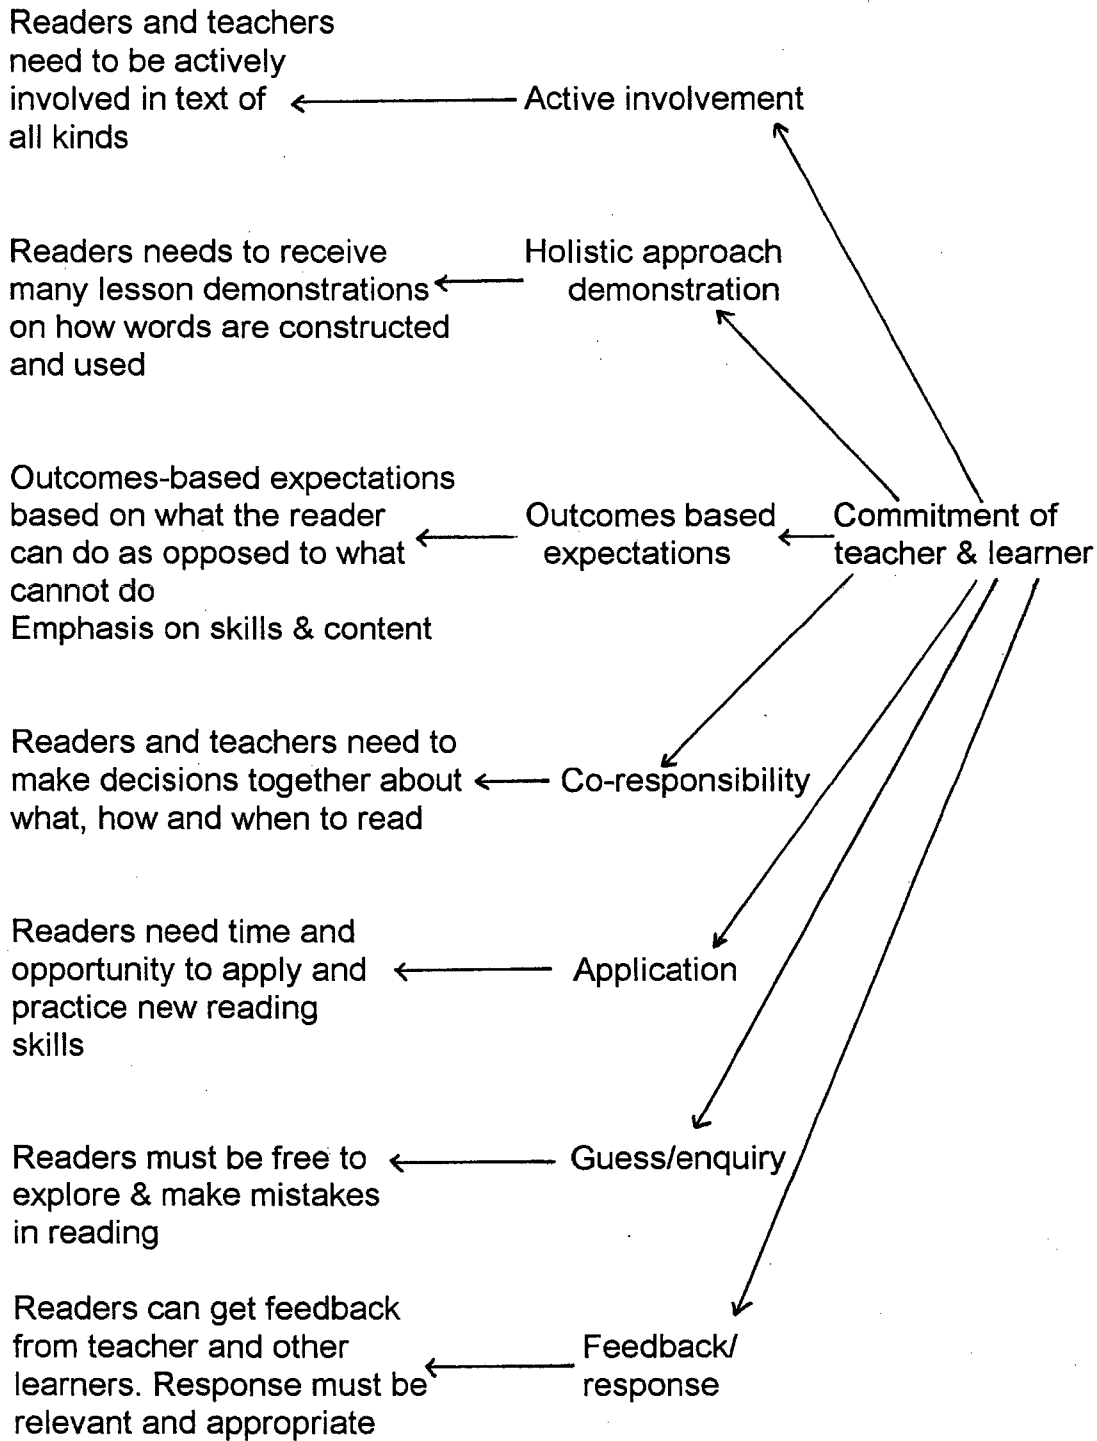 Readers and teachers
need to be actively
involved in text of
all kinds
Active involvement
Readers needs to receive
many lesson demonstrations
on how words are constructed
and used
Holistic approach
demonstration
Outcomes-based expectations
based on what the reader
can do as opposed to what
cannot do
Emphasis on skills & content
Outcomes based
expectations
Commitment of
teacher & learner
Readers and teachers need to
make decisions together about
what, how and when to read
Co-responsibility
Readers need time and
opportunity to apply and
practice new reading
skills
Application
Readers must be free to
explore & make mistakes
in reading
Guess/enquiry
Readers can get feedback
from teacher and other
learners. Response must be
relevant and appropriate
Feedback/
response